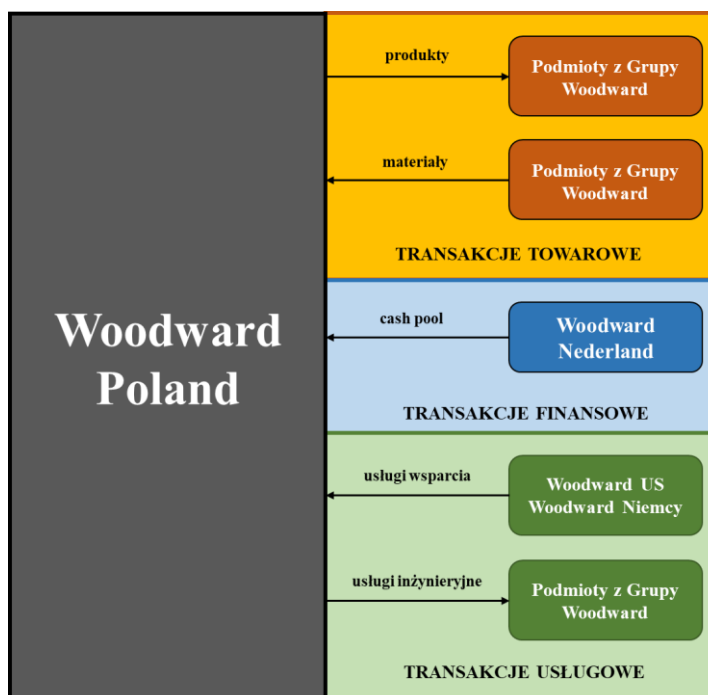 Woodward
Poland
produkty
Podmioty z Grupy
Woodward
materiały
Podmioty z Grupy
Woodward
TRANSAKCJE TOWAROWE
cash pool
Woodward
Nederland
TRANSAKCJE FINANSOWE
usługi wsparcia
Woodward US
Woodward Niemcy
usługi inżynieryjne
Podmioty z Grupy
Woodward
TRANSAKCJE USŁUGOWE